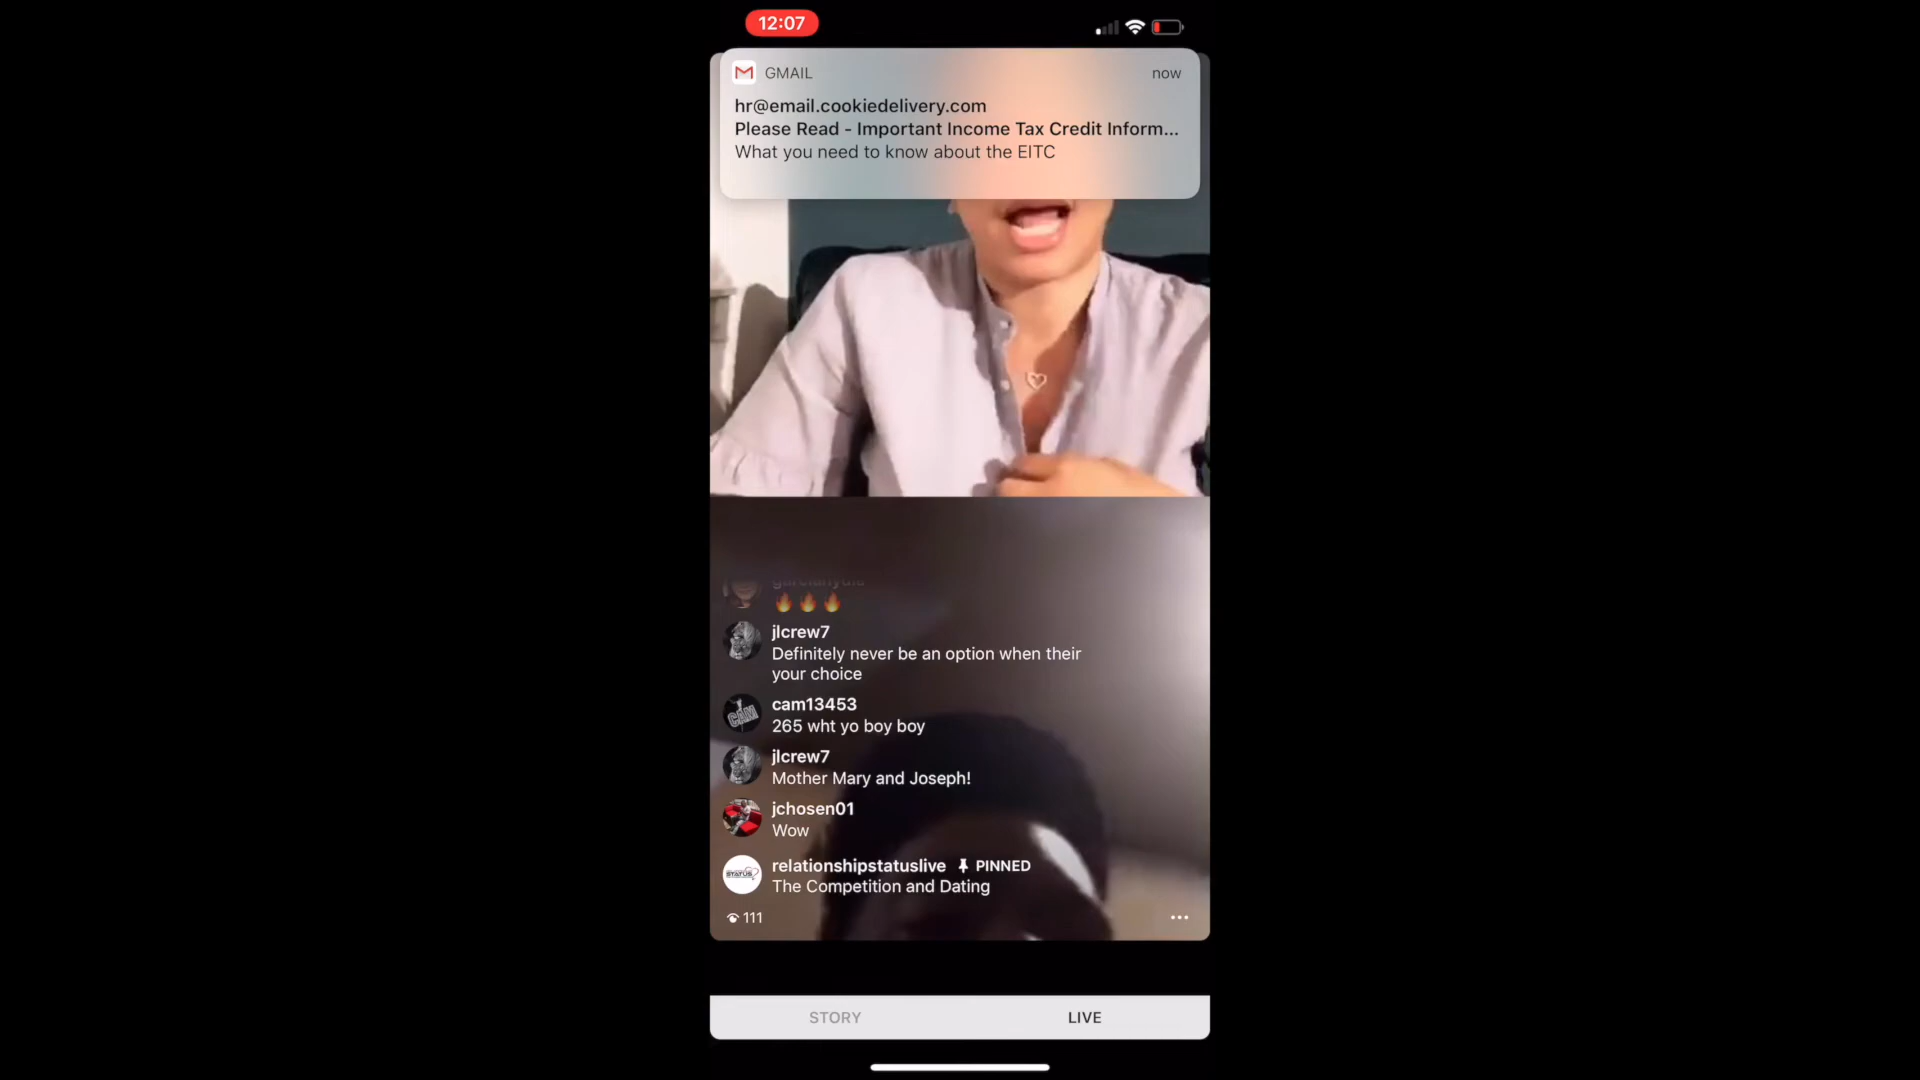 12:07
GMAIL
now
hr@email.cookiedelivery.com
Please Read - Important Income Tax Credit Inform...
What you need to know about the EITC
🔥🔥🔥
jlcrew7
Definitely never be an option when their
your choice
CAM
cam13453
265 wht yo boy boy
jlcrew7
Mother Mary and Joseph!
jchosen01
Wow
STATUS
relationshipstatuslive PINNED
The Competition and Dating
111
STORY
LIVE